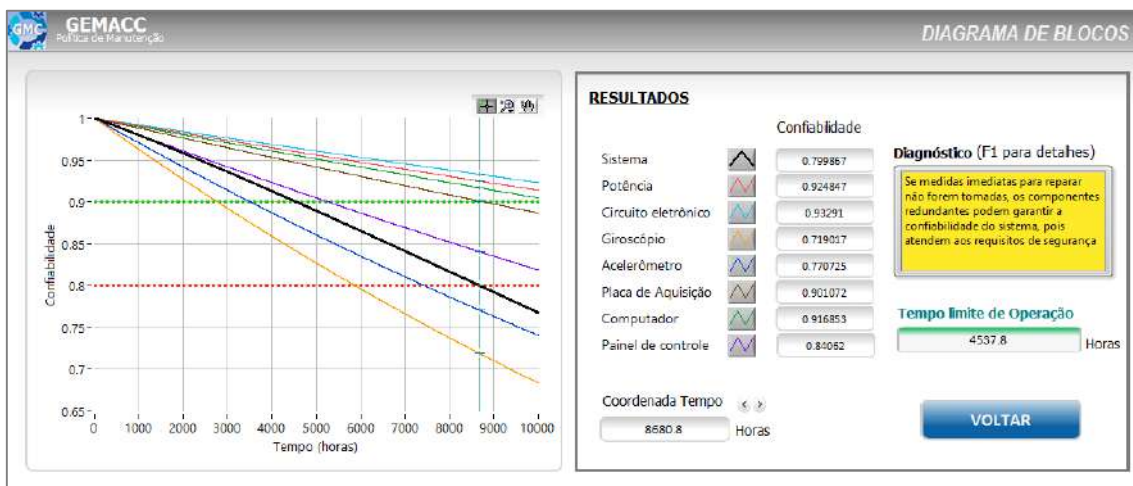 GMC
GEMACC
Política de Manutenção
DIAGRAMA DE BLOCOS
1
0.95
0.9
0.85
0.8
0.75
0.7
0.65
Confiabilidade
0 1000 2000 3000 4000 5000 6000 7000 8000 9000 10000
Tempo (horas)
RESULTADOS
Confiabilidade
Sistema 0.799867
Potência 0.924847
Circuito eletrônico 0.93291
Giroscópio 0.719017
Acelerômetro 0.770725
Placa de Aquisição 0.901072
Computador 0.916853
Painel de controle 0.84062
Coordenada Tempo
8680.8 Horas
Diagnóstico (F1 para detalhes)
Se medidas imediatas para reparar
não forem tomadas, os componentes
redundantes podem garantir a
confiabilidade do sistema, pois
atendem aos requisitos de segurança
Tempo limite de Operação
4537.8 Horas
VOLTAR